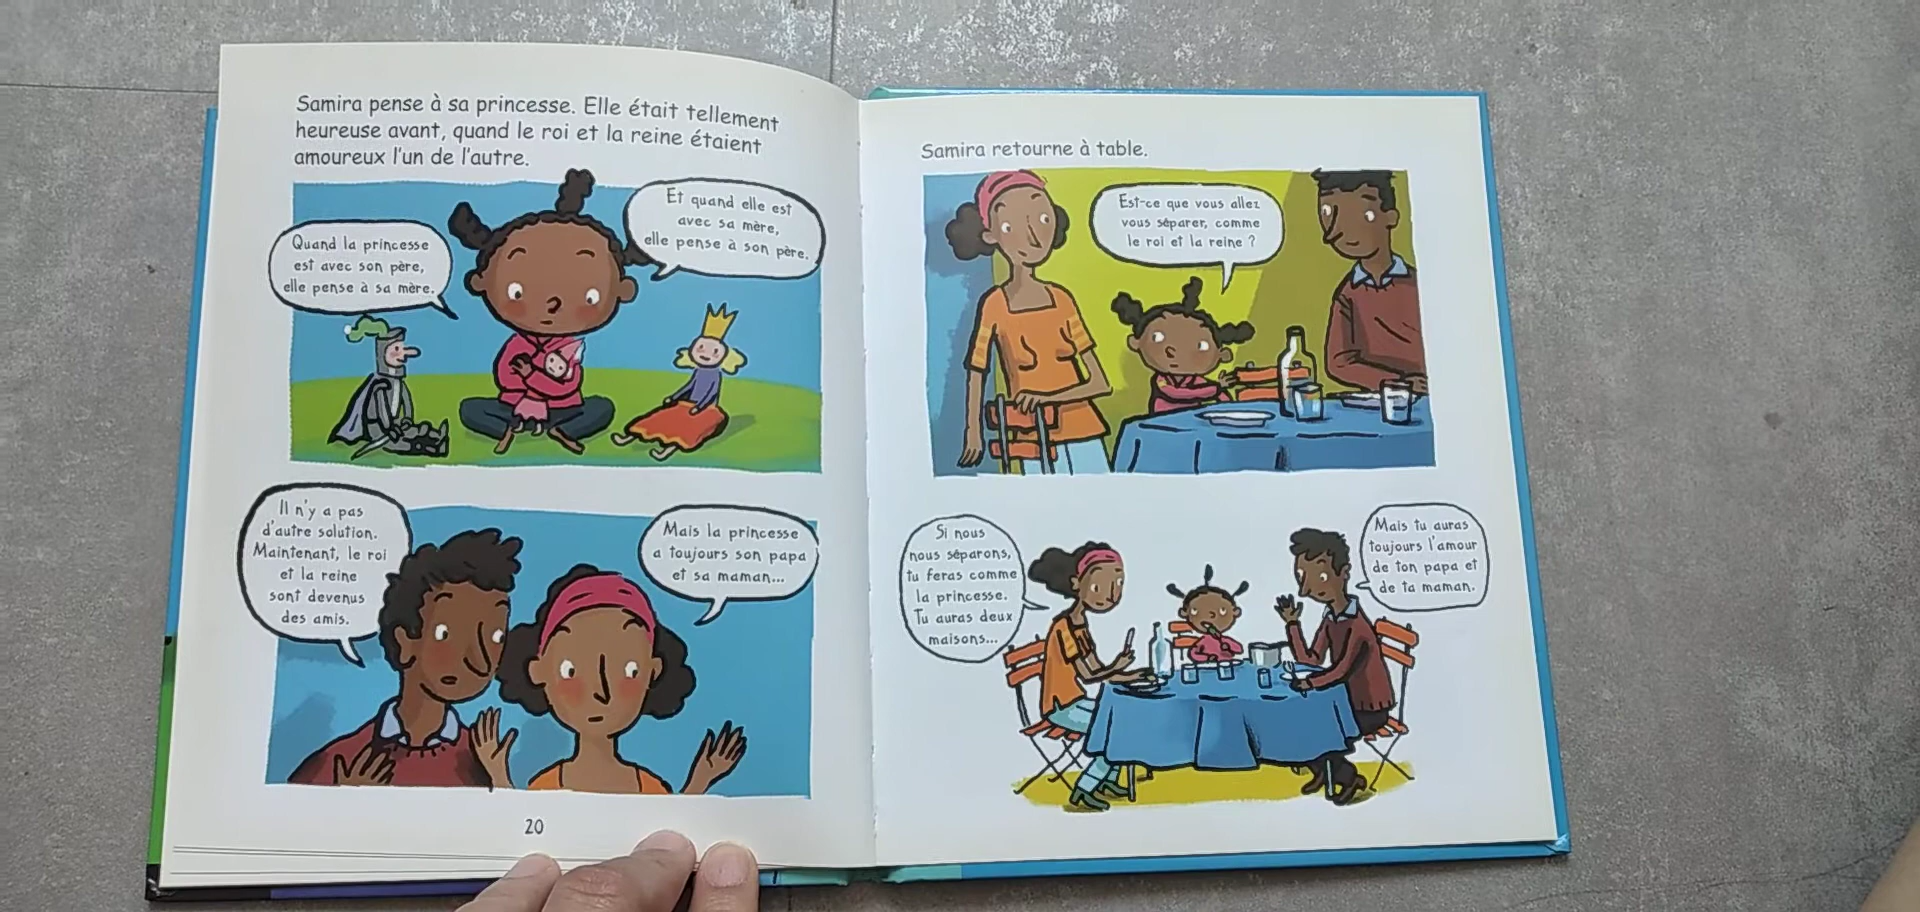 Samira pense à sa princesse. Elle était tellement
heureuse avant, quand le roi et la reine étaient
amoureux l'un de l'autre.
Quand la princesse
est avec son père,
elle pense à sa mère.
Et quand elle est
avec sa mère,
elle pense à son père.
Il n'y a pas
d'autre solution.
Maintenant, le roi
et la reine
sont devenus
des amis.
Mais la princesse
a toujours son papa
et sa maman...
20
Samira retourne à table.
Est-ce que vous allez
vous séparer, comme
le roi et la reine ?
Si nous
nous séparons,
tu feras comme
la princesse.
Tu auras deux
maisons...
Mais tu auras
toujours l'amour
de ton papa et
de ta maman.